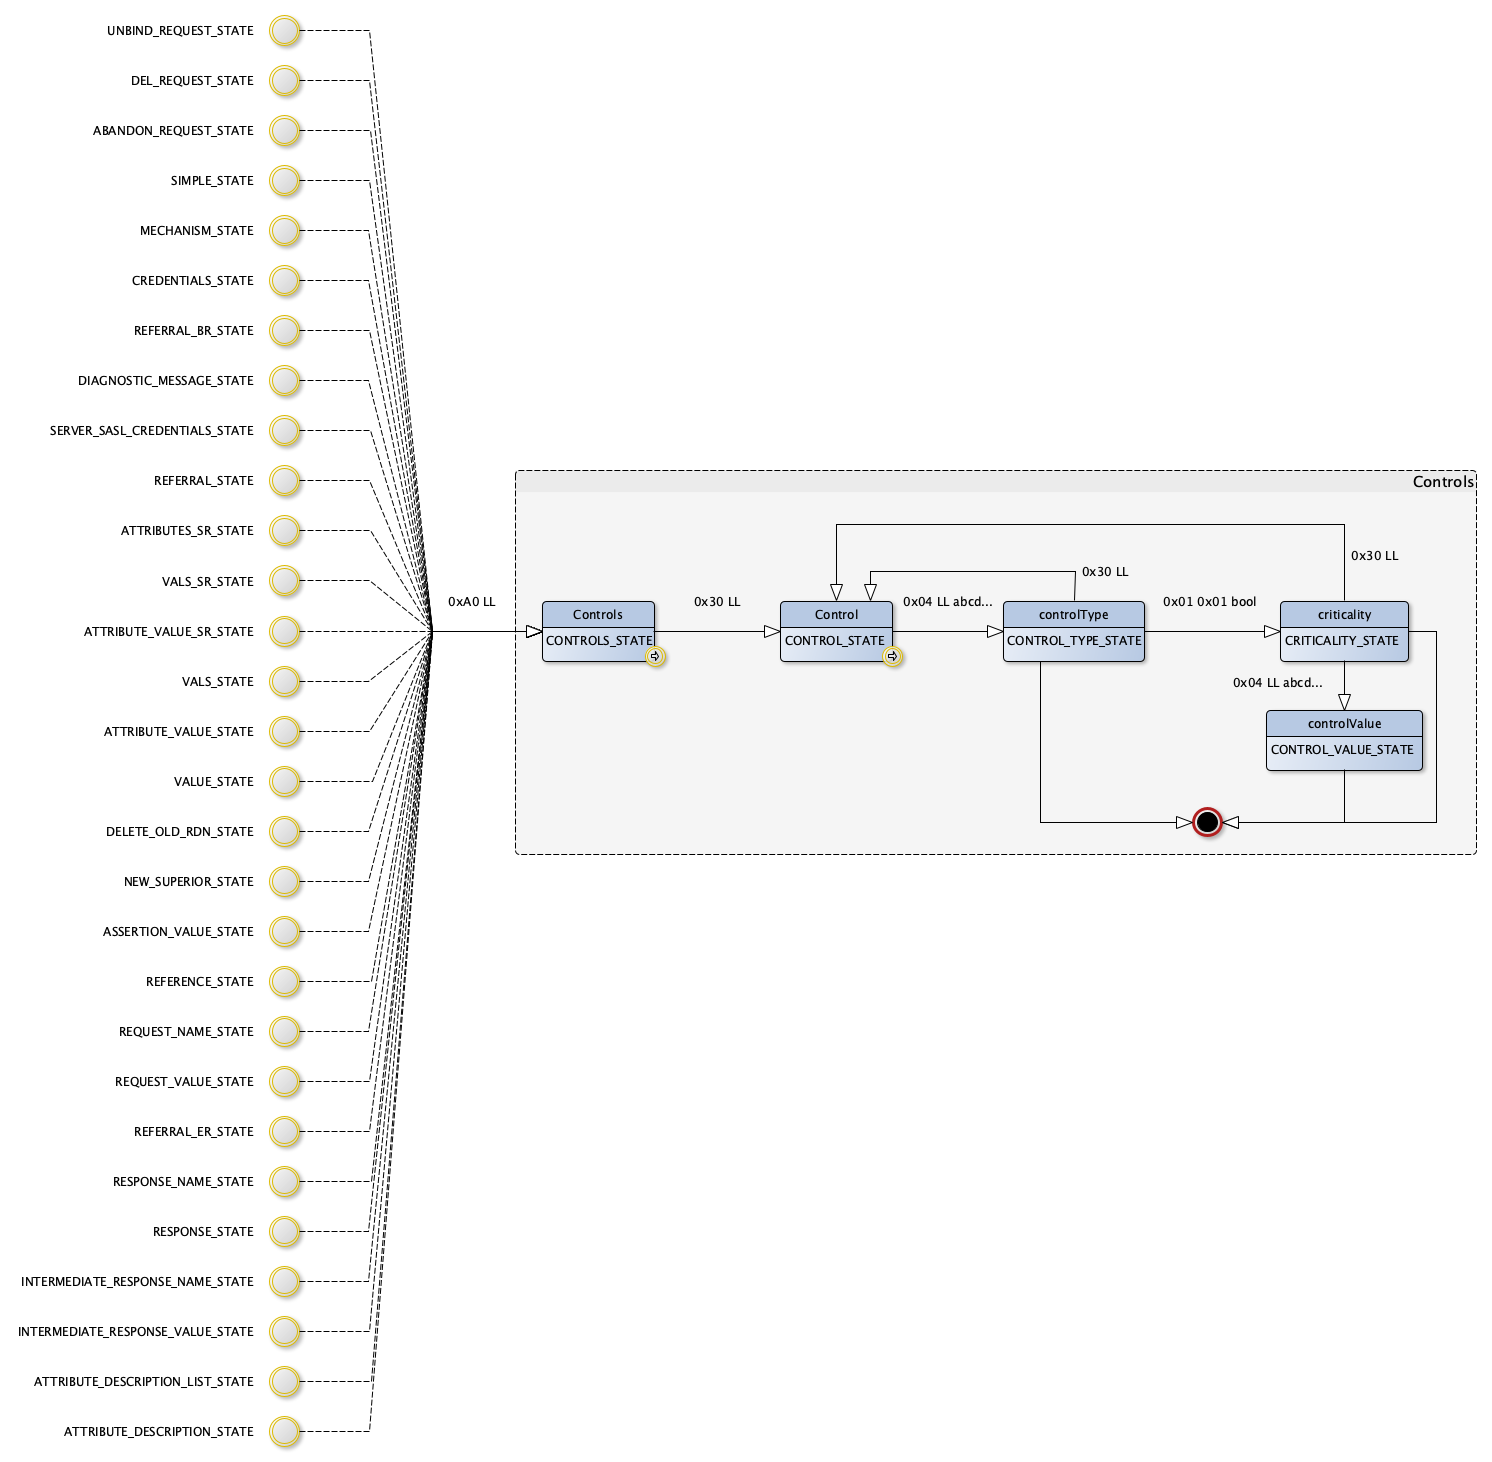 UNBIND_REQUEST_STATE
DEL_REQUEST_STATE
ABANDON_REQUEST_STATE
SIMPLE_STATE
MECHANISM_STATE
CREDENTIALS_STATE
REFERRAL_BR_STATE
DIAGNOSTIC_MESSAGE_STATE
SERVER_SASL_CREDENTIALS_STATE
REFERRAL_STATE
ATTRIBUTES_SR_STATE
VALS_SR_STATE
ATTRIBUTE_VALUE_SR_STATE
VALS_STATE
ATTRIBUTE_VALUE_STATE
VALUE_STATE
DELETE_OLD_RDN_STATE
NEW_SUPERIOR_STATE
ASSERTION_VALUE_STATE
REFERENCE_STATE
REQUEST_NAME_STATE
REQUEST_VALUE_STATE
REFERRAL_ER_STATE
RESPONSE_NAME_STATE
RESPONSE_STATE
INTERMEDIATE_RESPONSE_NAME_STATE
INTERMEDIATE_RESPONSE_VALUE_STATE
ATTRIBUTE_DESCRIPTION_LIST_STATE
ATTRIBUTE_DESCRIPTION_STATE
0xA0 LL
Controls
0x30 LL
0x30 LL
Controls
CONTROLS_STATE
0x30 LL
Control
CONTROL_STATE
0x04 LL abcd...
controlType
CONTROL_TYPE_STATE
0x01 0x01 bool
criticality
CRITICALITY_STATE
0x04 LL abcd...
controlValue
CONTROL_VALUE_STATE